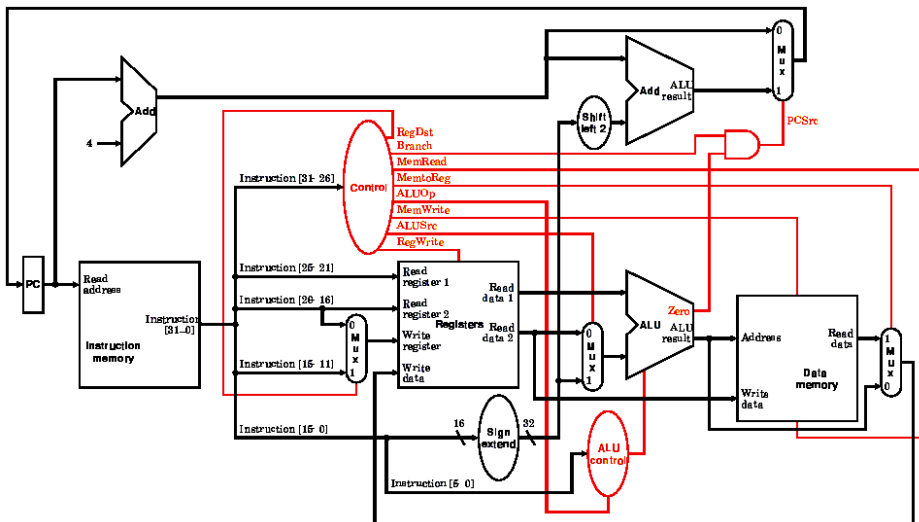 0
M
u
x
1
Add
ALU
result
Add
4
Shift
left 2
PCSrc
RegDst
Branch
MemRead
MemtoReg
ALUOp
MemWrite
ALUSrc
RegWrite
Control
Instruction [31-26]
PC
Read
address
Instruction
[31-0]
Instruction
memory
Instruction [25-21]
Instruction [20-16]
Instruction [15-11]
0
M
u
x
1
Read
register 1
Read
register 2
Write
register
Write
data
Read
data 1
Read
data 2
Registers
0
M
u
x
1
Zero
ALU
ALU
result
Address
Write
data
Read
data
Data
memory
1
M
u
x
0
Instruction [15-0]
16
Sign
extend
32
ALU
control
Instruction [5-0]